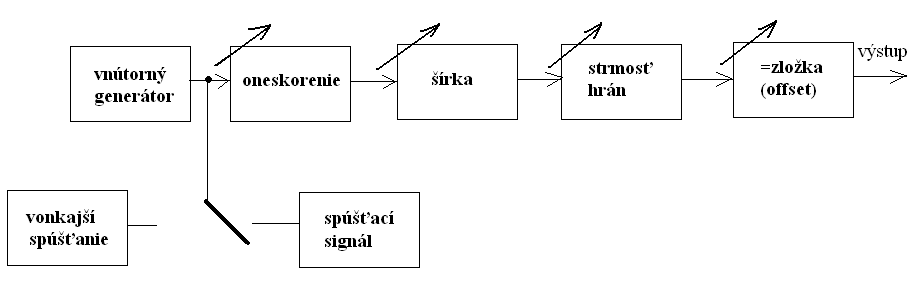 vnútorný
generátor
oneskorenie
šírka
strmosť
hrán
=zložka
(offset)
výstup
vonkajší
spúšťanie
spúšťací
signál